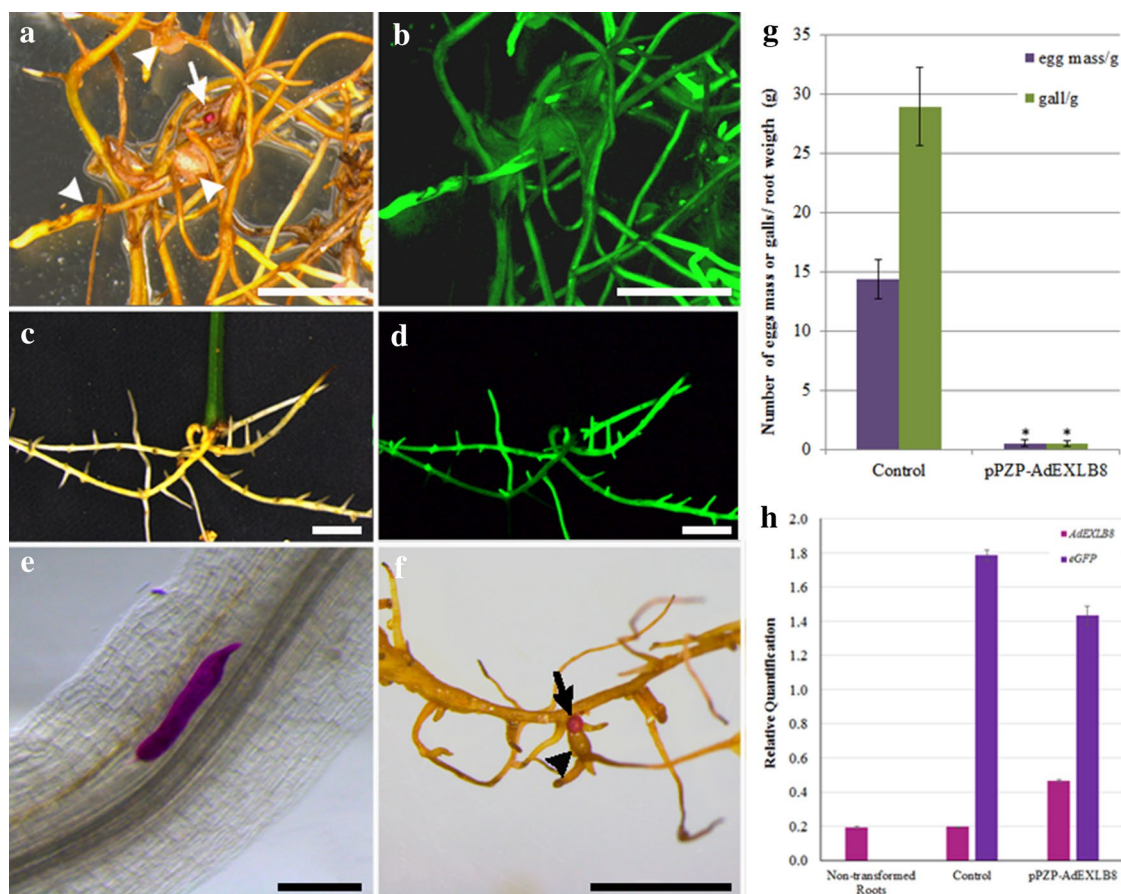 a
b
c
d
e
f
g
Number of eggs mass or galls/ root weigth (g)
35
30
25
20
15
10
5
0
egg mass/g
gall/g
*
*
Control
pPZP-AdEXLB8
h
Relative Quantification
2.0
1.8
1.6
1.4
1.2
1.0
0.8
0.6
0.4
0.2
0.0
AdEXLB8
eGFP
Non-transformed
Roots
Control
pPZP-AdEXLB8